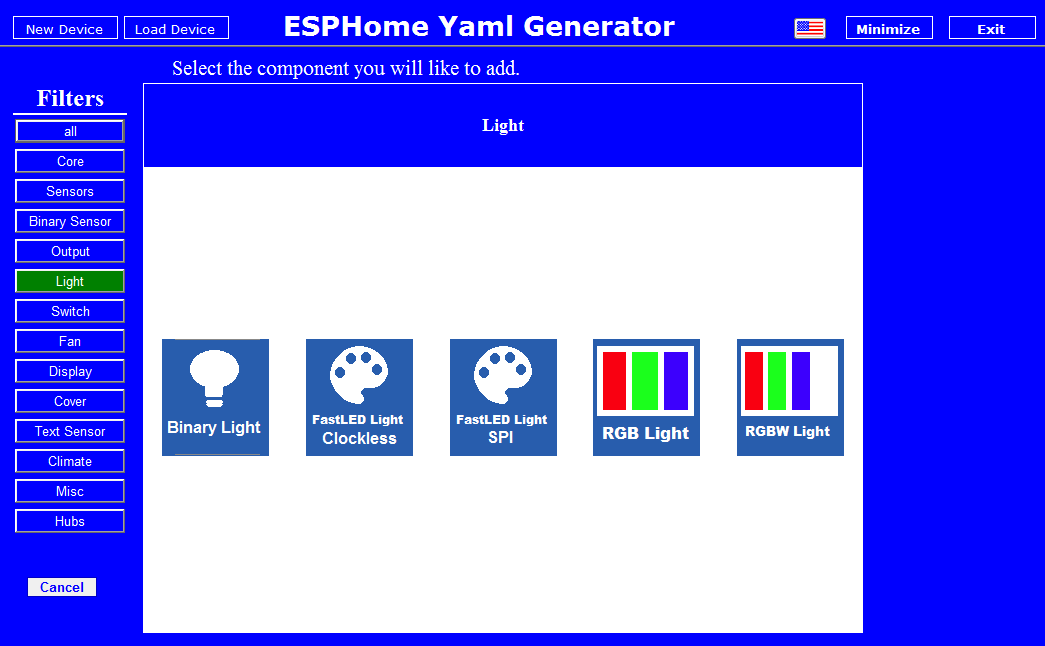 New Device
Load Device
ESPHome Yaml Generator
Minimize
Exit
Select the component you will like to add.
Filters
all
Core
Sensors
Binary Sensor
Output
Light
Switch
Fan
Display
Cover
Text Sensor
Climate
Misc
Hubs
Cancel
Light
Binary Light
FastLED Light
Clockless
FastLED Light
SPI
RGB Light
RGBW Light